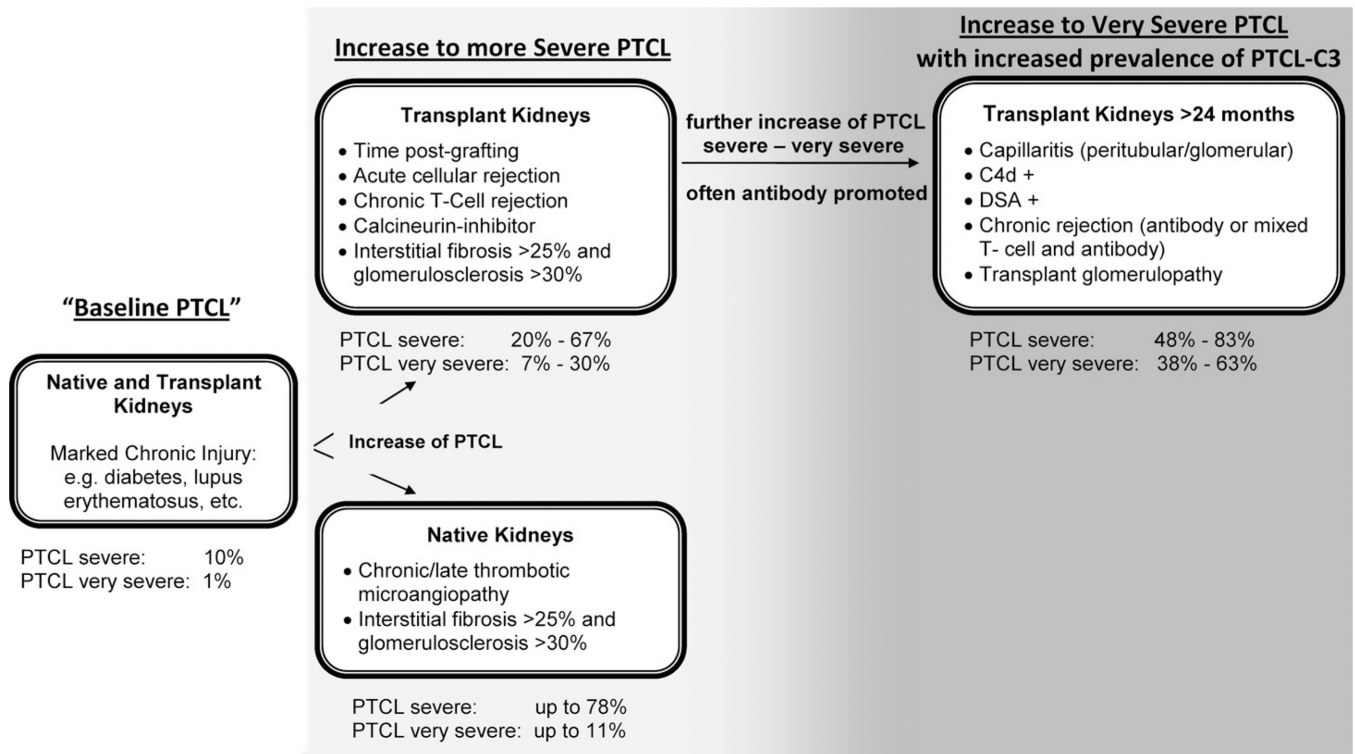 Increase to more Severe PTCL
Transplant Kidneys
• Time post-grafting
• Acute cellular rejection
• Chronic T-Cell rejection
• Calcineurin-inhibitor
• Interstitial fibrosis >25% and
glomerulosclerosis >30%
PTCL severe: 20% - 67%
PTCL very severe: 7% - 30%
further increase of PTCL
severe – very severe
often antibody promoted
Increase to Very Severe PTCL
with increased prevalence of PTCL-C3
Transplant Kidneys >24 months
• Capillaritis (peritubular/glomerular)
• C4d +
• DSA +
• Chronic rejection (antibody or mixed
T- cell and antibody)
• Transplant glomerulopathy
PTCL severe: 48% - 83%
PTCL very severe: 38% - 63%
“Baseline PTCL”
Native and Transplant
Kidneys
Marked Chronic Injury:
e.g. diabetes, lupus
erythematosus, etc.
PTCL severe: 10%
PTCL very severe: 1%
Increase of PTCL
Native Kidneys
• Chronic/late thrombotic
microangiopathy
• Interstitial fibrosis >25% and
glomerulosclerosis >30%
PTCL severe: up to 78%
PTCL very severe: up to 11%